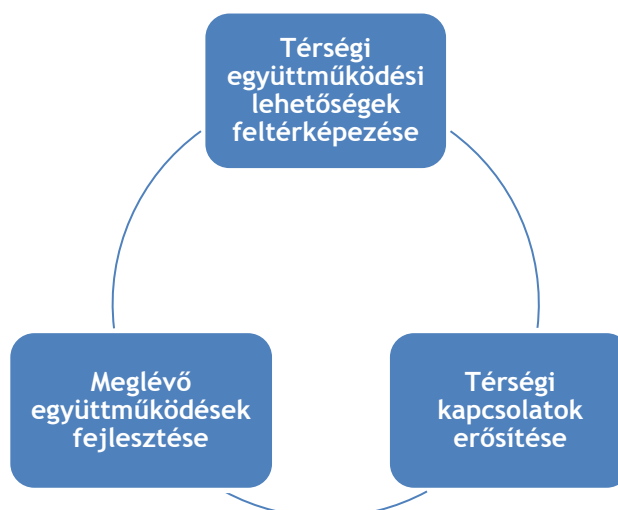 Térségi
együttműködési
lehetőségek
feltérképezése
Meglévő
együttműködések
fejlesztése
Térségi
kapcsolatok
erősítése